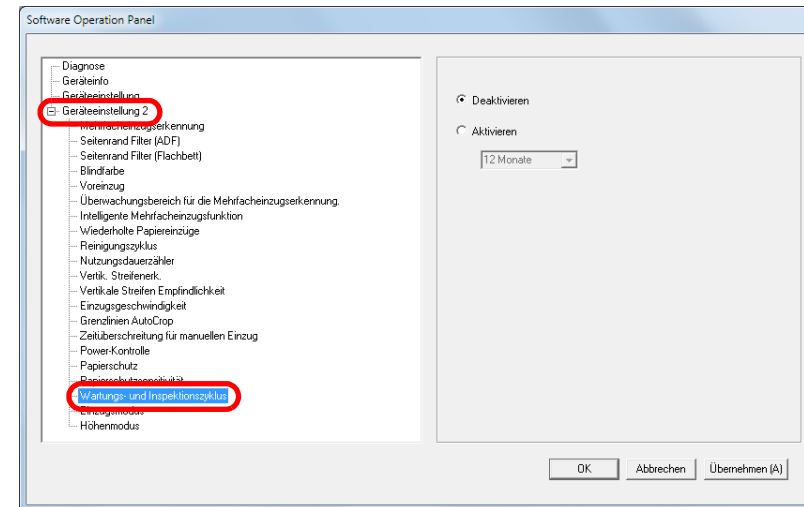 Software Operation Panel
Diagnose
Geräteinfo
Geräteeinstellung
Geräteeinstellung 2
Mehrfacheinzugserkennung
Seitenrand Filter (ADF)
Seitenrand Filter (Flachbett)
Blindfarbe
Voreinzug
Überwachungsbereich für die Mehrfacheinzugserkennung.
Intelligente Mehrfacheinzugsfunktion
Wiederholte Papiereinzüge
Reinigungszyklus
Nutzungsdauerzähler
Vertik. Streifenerk.
Vertikale Streifen Empfindlichkeit
Einzugsgeschwindigkeit
Grenzlinien AutoCrop
Zeitüberschreitung für manuellen Einzug
Power-Kontrolle
Papierschutz
Papierschutzsensitivität
Wartungs- und Inspektionszyklus
Einzugsmodus
Höhenmodus
Deaktivieren
Aktivieren
12 Monate
OK Abbrechen Übernehmen (A)